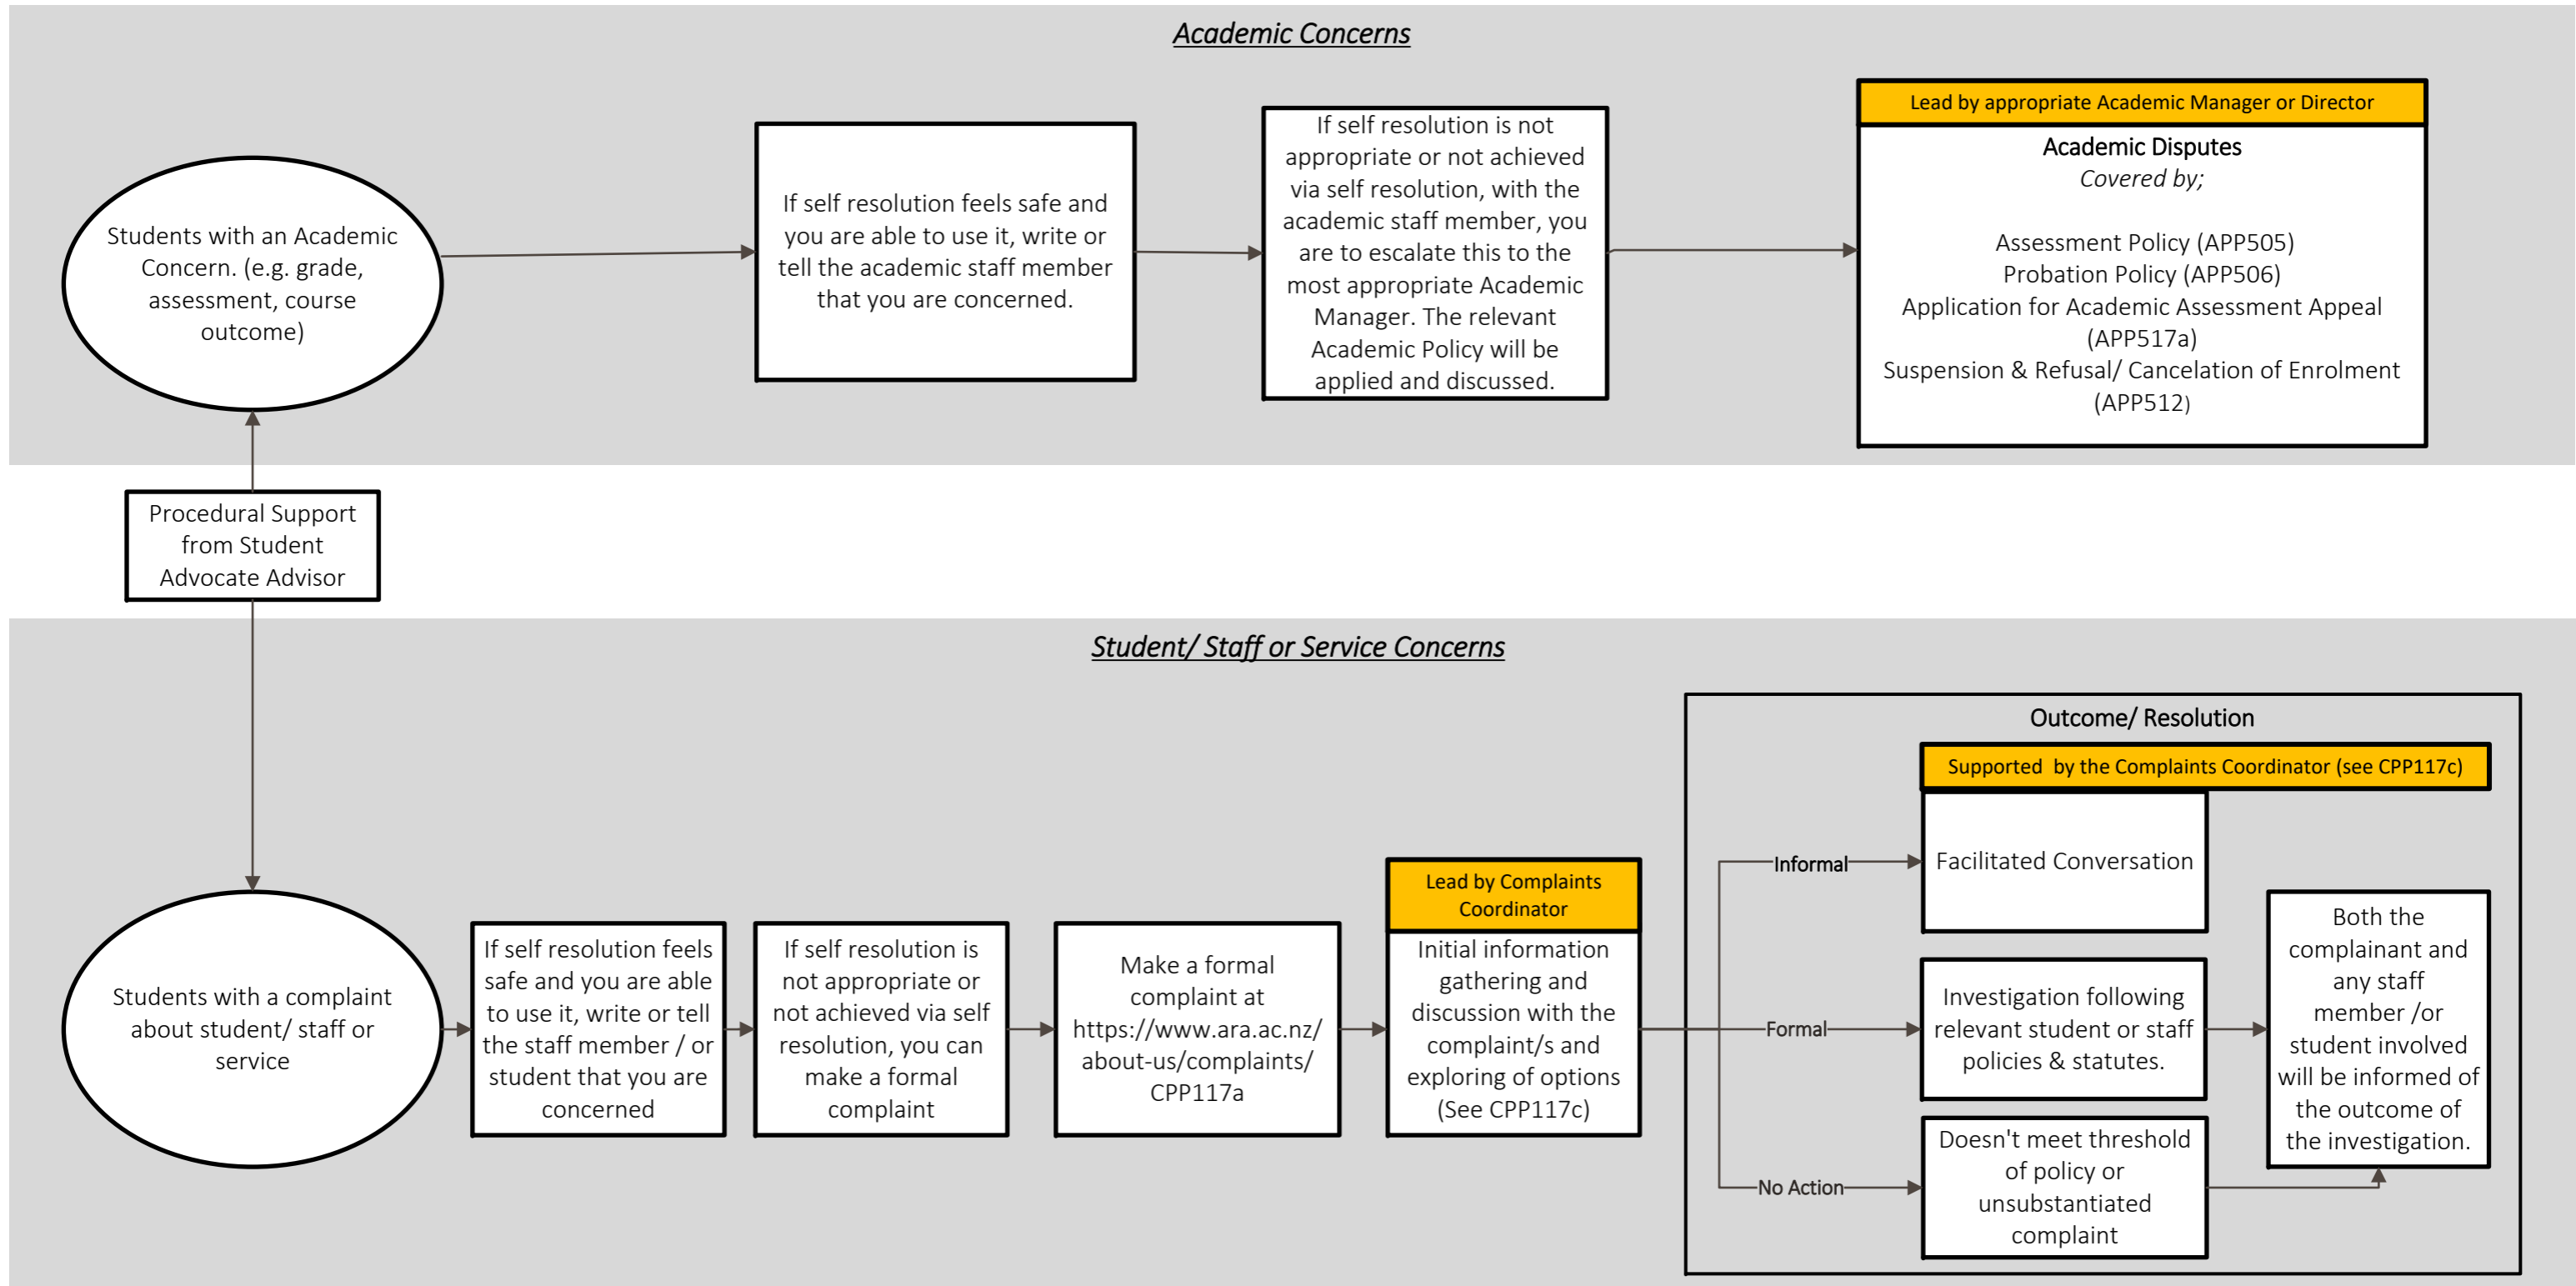 Academic Concerns
Students with an Academic
Concern. (e.g. grade,
assessment, course
outcome)
If self resolution feels safe and
you are able to use it, write or
tell the academic staff member
that you are concerned.
If self resolution is not
appropriate or not achieved
via self resolution, with the
academic staff member, you
are to escalate this to the
most appropriate Academic
Manager. The relevant
Academic Policy will be
applied and discussed.
Lead by appropriate Academic Manager or Director
Academic Disputes
Covered by;
Assessment Policy (APP505)
Probation Policy (APP506)
Application for Academic Assessment Appeal
(APP517a)
Suspension & Refusal/ Cancelation of Enrolment
(APP512)
Procedural Support
from Student
Advocate Advisor
Student/ Staff or Service Concerns
Students with a complaint
about student/ staff or
service
If self resolution feels
safe and you are able
to use it, write or tell
the staff member / or
student that you are
concerned
If self resolution is
not appropriate or
not achieved via self
resolution, you can
make a formal
complaint
Make a formal
complaint at
https://www.ara.ac.nz/
about-us/complaints/
CPP117a
Lead by Complaints
Coordinator
Initial information
gathering and
discussion with the
complaint/s and
exploring of options
(See CPP117c)
Outcome/ Resolution
Supported  by the Complaints Coordinator (see CPP117c)
Informal
Facilitated Conversation
Formal
Investigation following
relevant student or staff
policies & statutes.
No Action
Doesn't meet threshold
of policy or
unsubstantiated
complaint
Both the
complainant and
any staff
member /or
student involved
will be informed of
the outcome of
the investigation.